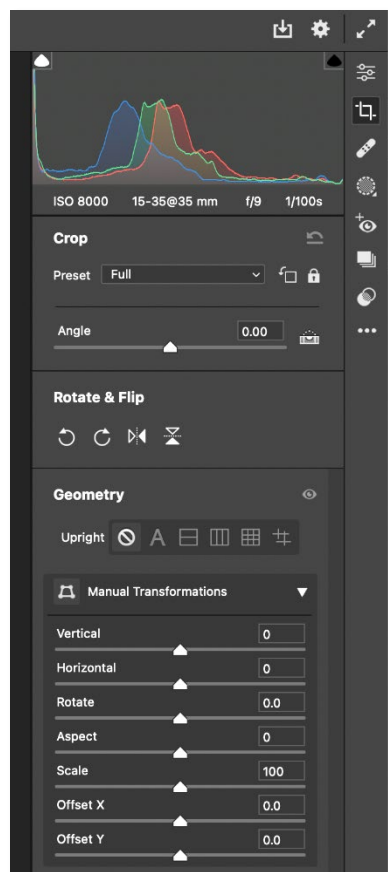 ISO 8000 15-35@35 mm f/9 1/100s
Crop
Preset Full
Angle 0.00
Rotate & Flip
Geometry
Upright A
Manual Transformations
Vertical 0
Horizontal 0
Rotate 0.0
Aspect 0
Scale 100
Offset X 0.0
Offset Y 0.0